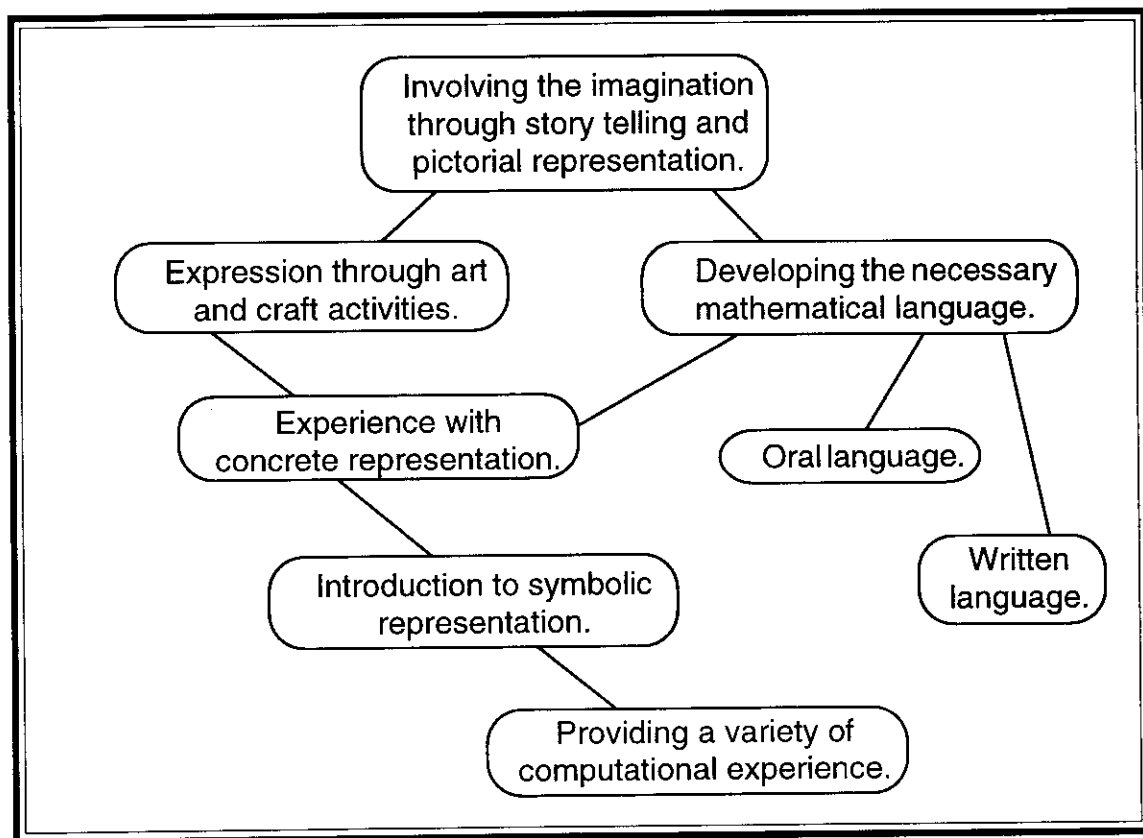 Involving the imagination
through story telling and
pictorial representation.
Expression through art
and craft activities.
Developing the necessary
mathematical language.
Experience with
concrete representation.
Oral language.
Written
language.
Introduction to symbolic
representation.
Providing a variety of
computational experience.